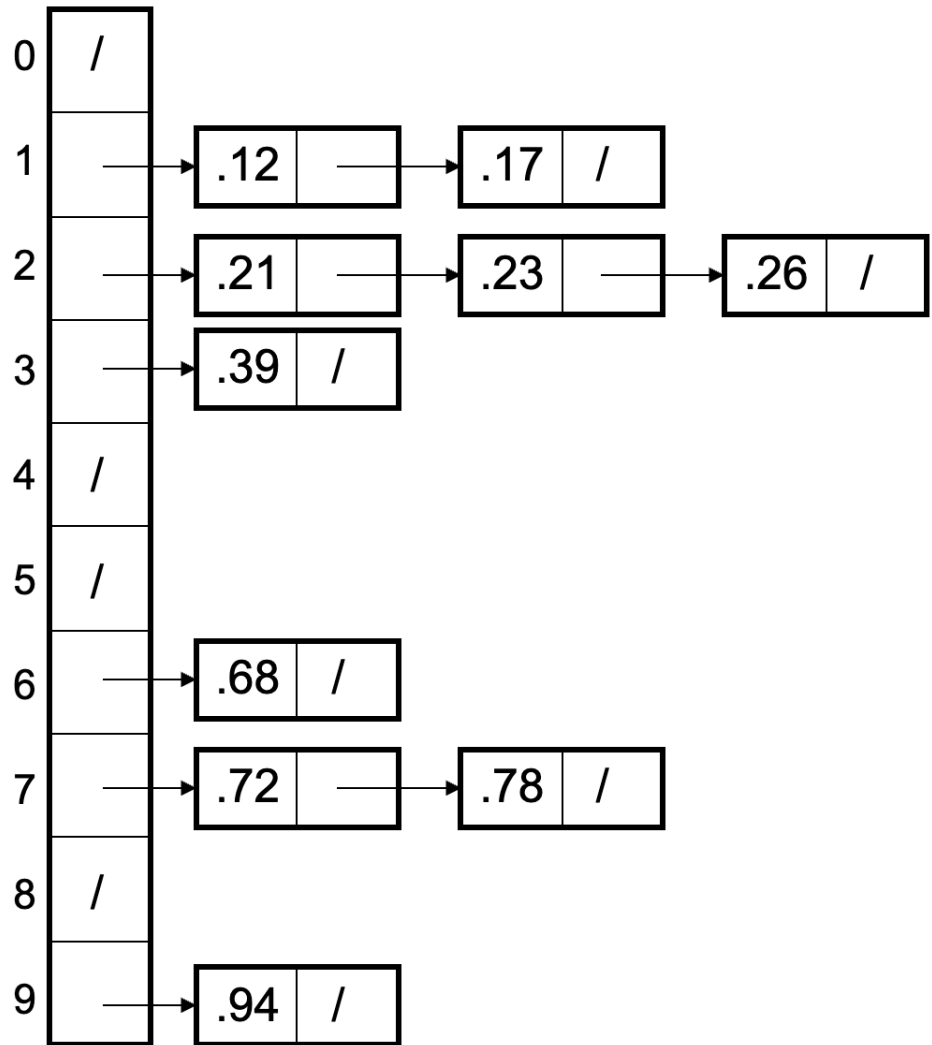 0 /
1 .12 .17 /
2 .21 .23 .26 /
3 .39 /
4 /
5 /
6 .68 /
7 .72 .78 /
8 /
9 .94 /